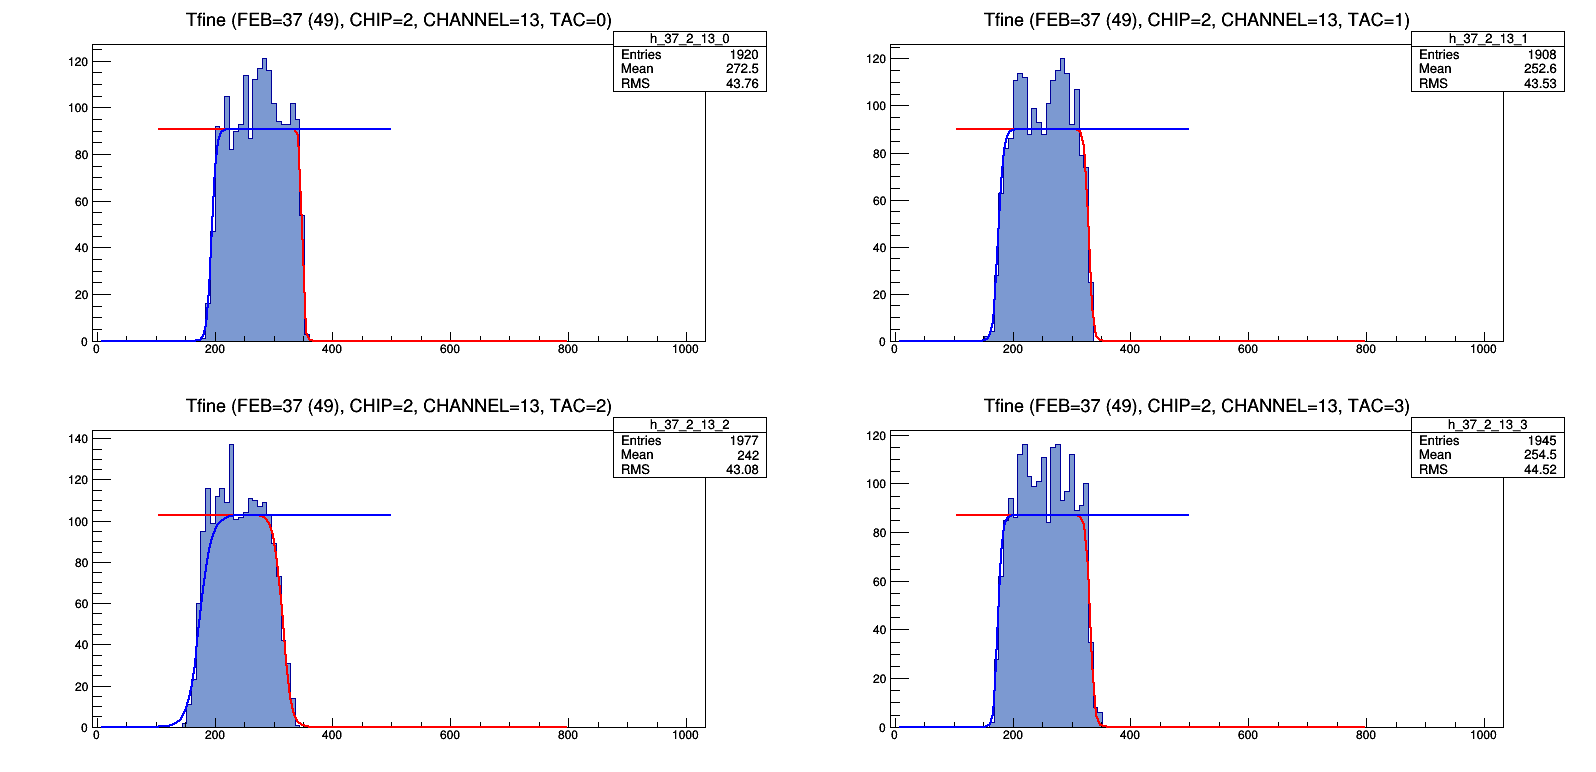 Tfine (FEB=37 (49), CHIP=2, CHANNEL=13, TAC=0)
h_37_2_13_0
Entries 1920
Mean 272.5
RMS 43.76
120
100
80
60
40
20
0
0 200 400 600 800 1000
Tfine (FEB=37 (49), CHIP=2, CHANNEL=13, TAC=1)
h_37_2_13_1
Entries 1908
Mean 252.6
RMS 43.53
120
100
80
60
40
20
0
0 200 400 600 800 1000
Tfine (FEB=37 (49), CHIP=2, CHANNEL=13, TAC=2)
h_37_2_13_2
Entries 1977
Mean 242
RMS 43.08
140
120
100
80
60
40
20
0
0 200 400 600 800 1000
Tfine (FEB=37 (49), CHIP=2, CHANNEL=13, TAC=3)
h_37_2_13_3
Entries 1945
Mean 254.5
RMS 44.52
120
100
80
60
40
20
0
0 200 400 600 800 1000